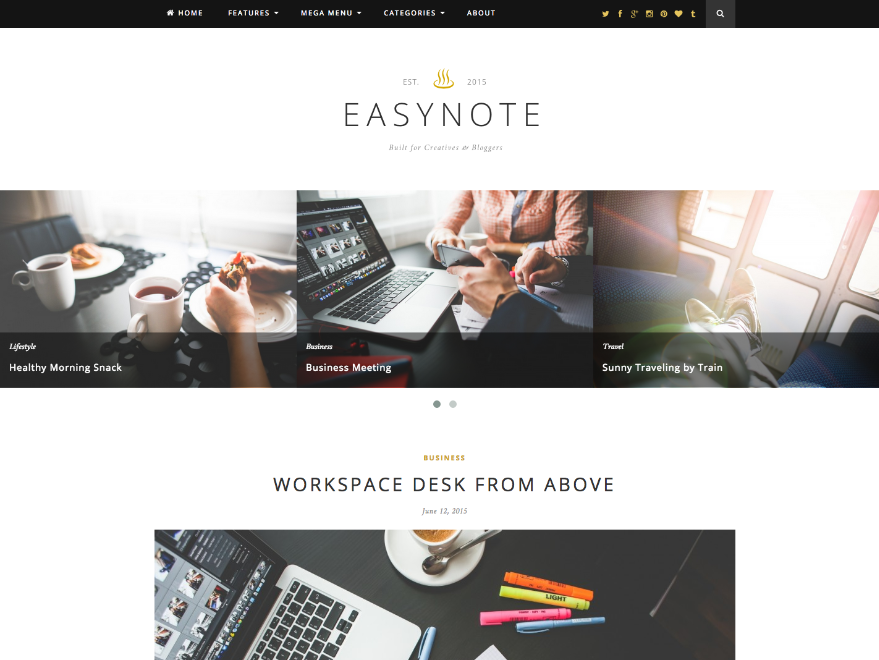 HOME FEATURES MEGA MENU CATEGORIES ABOUT
EST. 2015
EASYNOTE
Built for Creatives & Bloggers
Lifestyle
Healthy Morning Snack
Business
Business Meeting
Travel
Sunny Traveling by Train
BUSINESS
WORKSPACE DESK FROM ABOVE
June 12, 2015
LIGHT